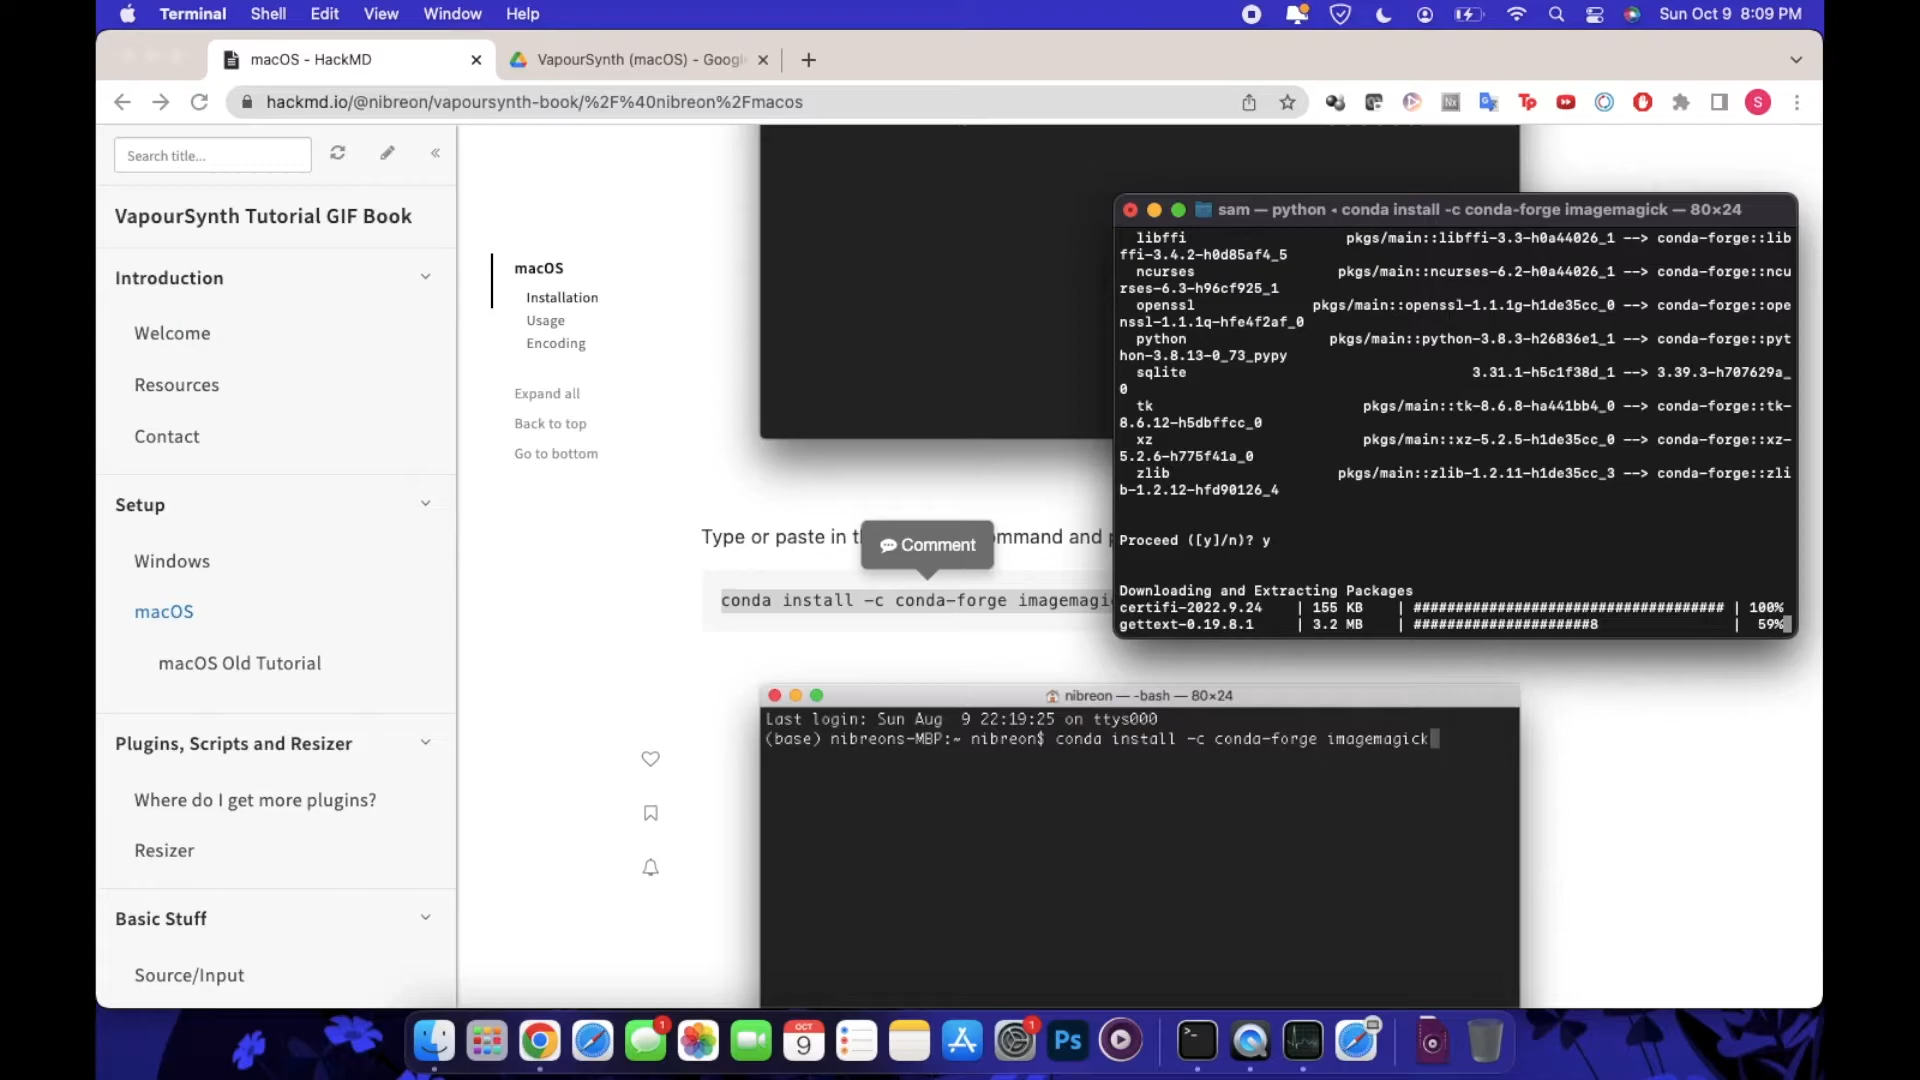 Terminal Shell Edit View Window Help
Sun Oct 9 8:09 PM
macOS - HackMD
VapourSynth (macOS) - Googl
hackmd.io/@nibreon/vapoursynth-book/%2F%40nibreon%2Fmacos
Nx
Tp
S
Search title...
VapourSynth Tutorial GIF Book
Introduction
Welcome
Resources
Contact
Setup
Windows
macOS
macOS Old Tutorial
Plugins, Scripts and Resizer
Where do I get more plugins?
Resizer
Basic Stuff
Source/Input
macOS
Installation
Usage
Encoding
Expand all
Back to top
Go to bottom
Type or paste in t
mmand and p
Comment
conda install -c conda-forge imagemagi
sam — python ◂ conda install -c conda-forge imagemagick — 80×24
libffi pkgs/main::libffi-3.3-h0a44026_1 --> conda-forge::lib
ffi-3.4.2-h0d85af4_5
ncurses pkgs/main::ncurses-6.2-h0a44026_1 --> conda-forge::ncu
rses-6.3-h96cf925_1
openssl pkgs/main::openssl-1.1.1g-h1de35cc_0 --> conda-forge::ope
nssl-1.1.1q-hfe4f2af_0
python pkgs/main::python-3.8.3-h26836e1_1 --> conda-forge::pyt
hon-3.8.13-0_73_pypy
sqlite 3.31.1-h5c1f38d_1 --> 3.39.3-h707629a_
0
tk pkgs/main::tk-8.6.8-ha441bb4_0 --> conda-forge::tk-
8.6.12-h5dbffcc_0
xz pkgs/main::xz-5.2.5-h1de35cc_0 --> conda-forge::xz-
5.2.6-h775f41a_0
zlib pkgs/main::zlib-1.2.11-h1de35cc_3 --> conda-forge::zli
b-1.2.12-hfd90126_4
Proceed ([y]/n)? y
Downloading and Extracting Packages
certifi-2022.9.24 | 155 KB | ##################################### | 100%
gettext-0.19.8.1 | 3.2 MB | #####################8 | 59%
nibreon — -bash — 80×24
Last login: Sun Aug 9 22:19:25 on ttys000
(base) nibreons-MBP:~ nibreon$ conda install -c conda-forge imagemagick
1
OCT
9
1
Ps